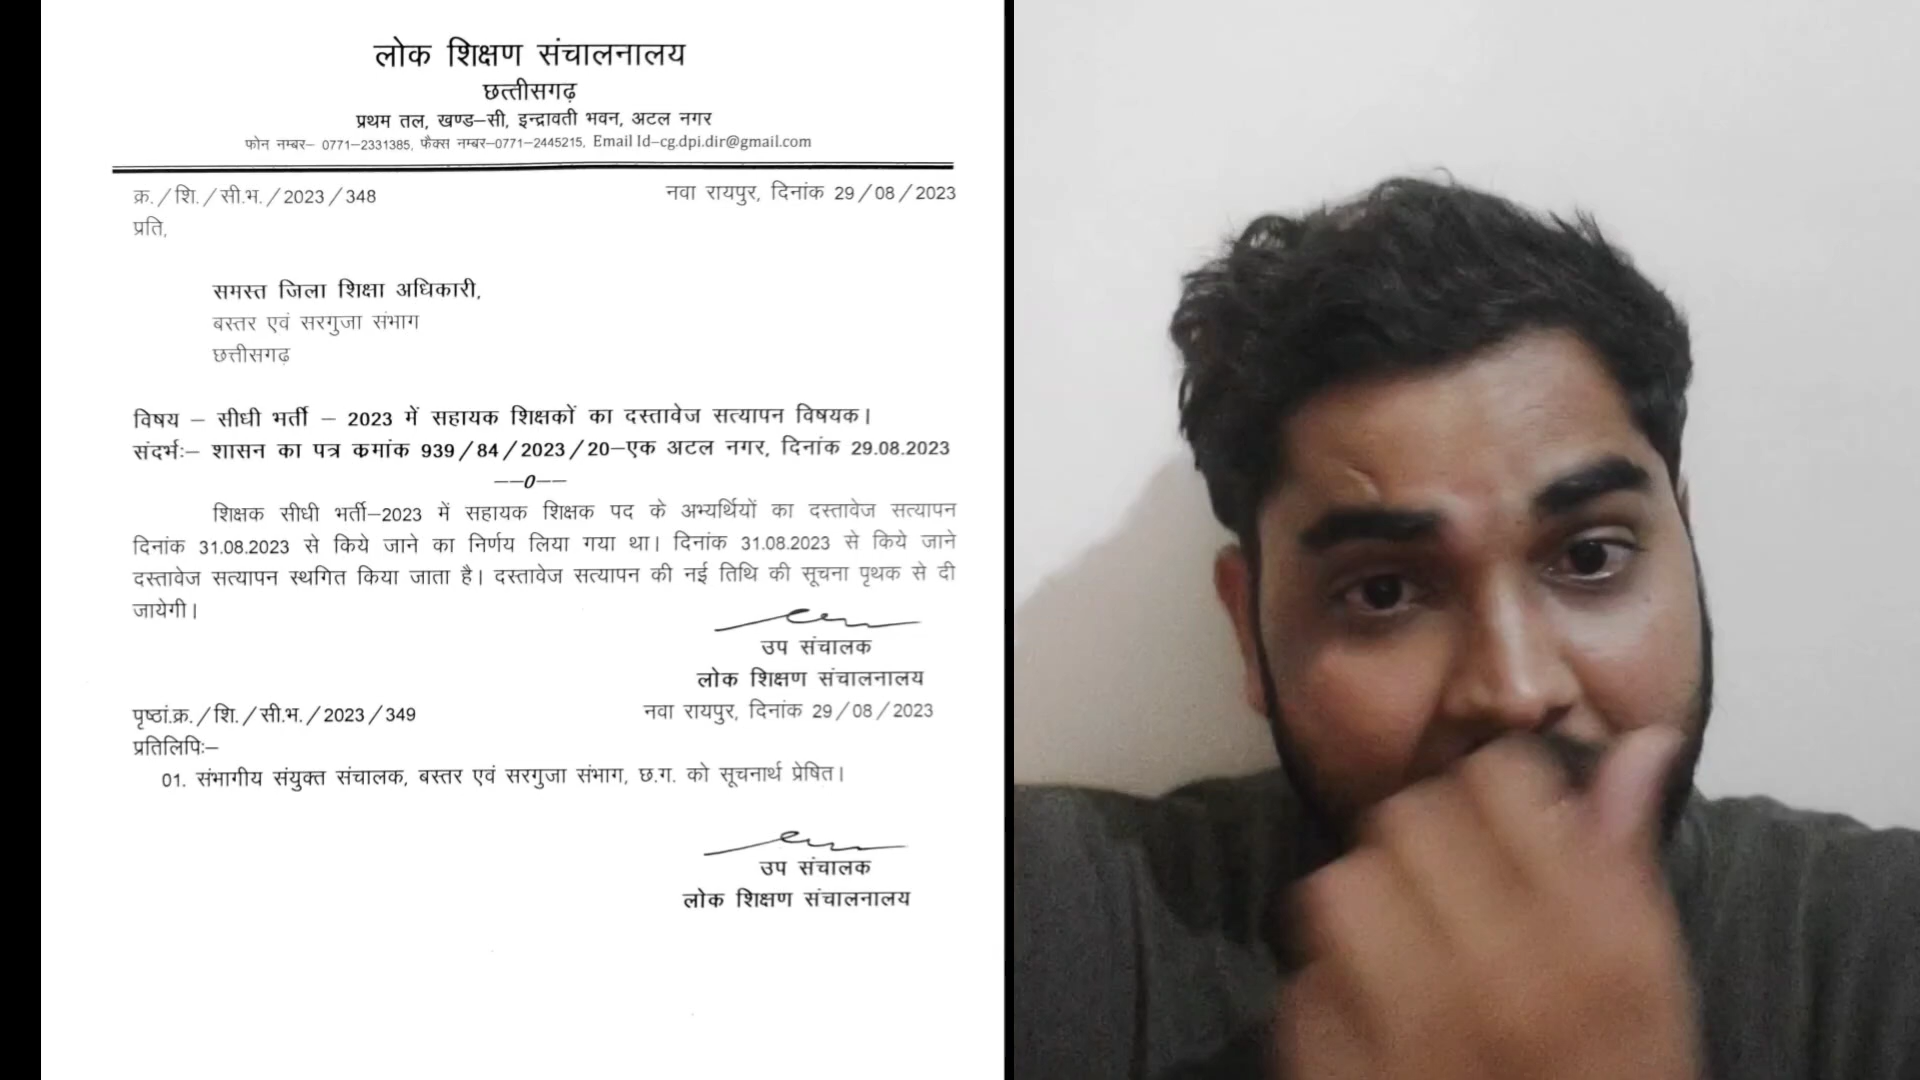 लोक शिक्षण संचालनालय
छत्तीसगढ़
प्रथम तल, खण्ड–सी, इन्द्रावती भवन, अटल नगर
फोन नम्बर– 0771–2331385, फैक्स नम्बर–0771–2445215, Email Id–cg.dpi.dir@gmail.com
क्र./शि./सी.भ./2023/348 नवा रायपुर, दिनांक 29/08/2023
प्रति,
समस्त जिला शिक्षा अधिकारी,
बस्तर एवं सरगुजा संभाग
छत्तीसगढ़
विषय – सीधी भर्ती – 2023 में सहायक शिक्षकों का दस्तावेज सत्यापन विषयक।
संदर्भः– शासन का पत्र कमांक 939/84/2023/20–एक अटल नगर, दिनांक 29.08.2023
––0––
शिक्षक सीधी भर्ती–2023 में सहायक शिक्षक पद के अभ्यर्थियों का दस्तावेज सत्यापन
दिनांक 31.08.2023 से किये जाने का निर्णय लिया गया था। दिनांक 31.08.2023 से किये जाने
दस्तावेज सत्यापन स्थगित किया जाता है। दस्तावेज सत्यापन की नई तिथि की सूचना पृथक से दी
जायेगी।
उप संचालक
लोक शिक्षण संचालनालय
पृष्ठां.क्र./शि./सी.भ./2023/349 नवा रायपुर, दिनांक 29/08/2023
प्रतिलिपिः–
01. संभागीय संयुक्त संचालक, बस्तर एवं सरगुजा संभाग, छ.ग. को सूचनार्थ प्रेषित।
उप संचालक
लोक शिक्षण संचालनालय